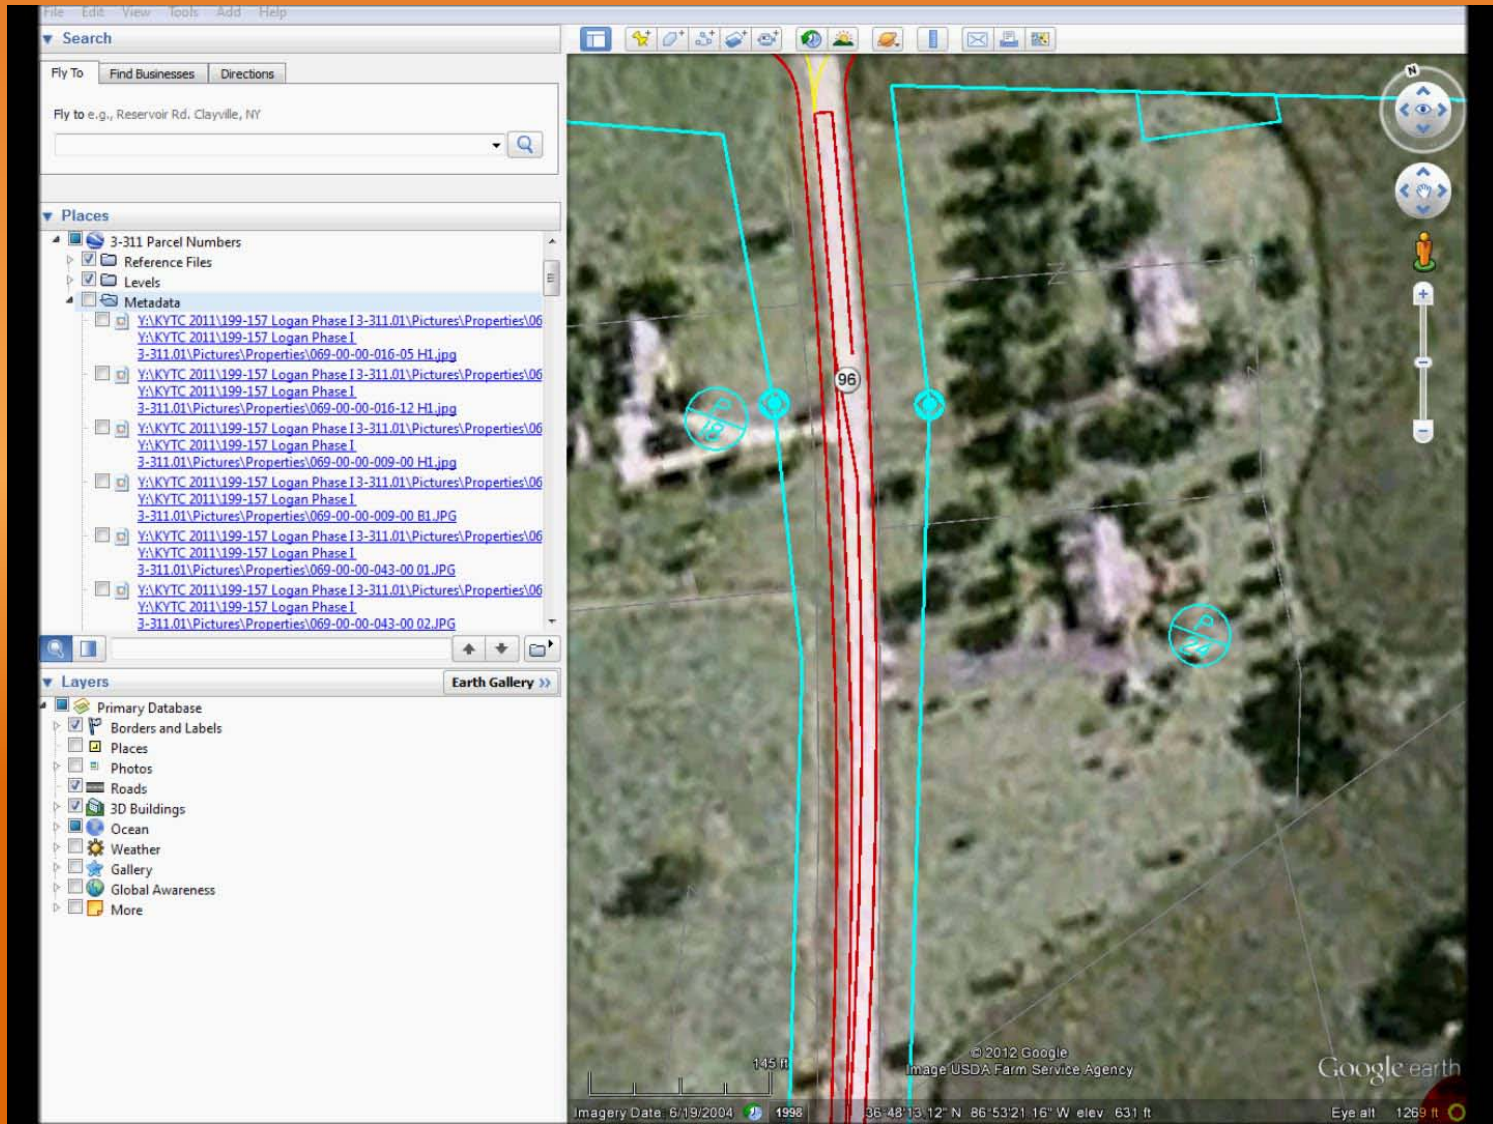 File Edit View Tools Add Help
Search
Fly To Find Businesses Directions
Fly to e.g., Reservoir Rd. Clayville, NY
Places
3-311 Parcel Numbers
Reference Files
Levels
Metadata
Y:\KYTC 2011\199-157 Logan Phase I 3-311.01\Pictures\Properties\06
Y:\KYTC 2011\199-157 Logan Phase I
3-311.01\Pictures\Properties\069-00-00-016-05 H1.jpg
Y:\KYTC 2011\199-157 Logan Phase I 3-311.01\Pictures\Properties\06
Y:\KYTC 2011\199-157 Logan Phase I
3-311.01\Pictures\Properties\069-00-00-016-12 H1.jpg
Y:\KYTC 2011\199-157 Logan Phase I 3-311.01\Pictures\Properties\06
Y:\KYTC 2011\199-157 Logan Phase I
3-311.01\Pictures\Properties\069-00-00-009-00 H1.jpg
Y:\KYTC 2011\199-157 Logan Phase I 3-311.01\Pictures\Properties\06
Y:\KYTC 2011\199-157 Logan Phase I
3-311.01\Pictures\Properties\069-00-00-009-00 B1.JPG
Y:\KYTC 2011\199-157 Logan Phase I 3-311.01\Pictures\Properties\06
Y:\KYTC 2011\199-157 Logan Phase I
3-311.01\Pictures\Properties\069-00-00-043-00 01.JPG
Y:\KYTC 2011\199-157 Logan Phase I 3-311.01\Pictures\Properties\06
Y:\KYTC 2011\199-157 Logan Phase I
3-311.01\Pictures\Properties\069-00-00-043-00 02.JPG
Layers
Earth Gallery »
Primary Database
Borders and Labels
Places
Photos
Roads
3D Buildings
Ocean
Weather
Gallery
Global Awareness
More
N
96
P
18
P
24
145 ft
© 2012 Google
Image USDA Farm Service Agency
Google earth
Imagery Date: 6/19/2004 1998 36°48'13.12" N 86°53'21.16" W elev 631 ft Eye alt 1269 ft